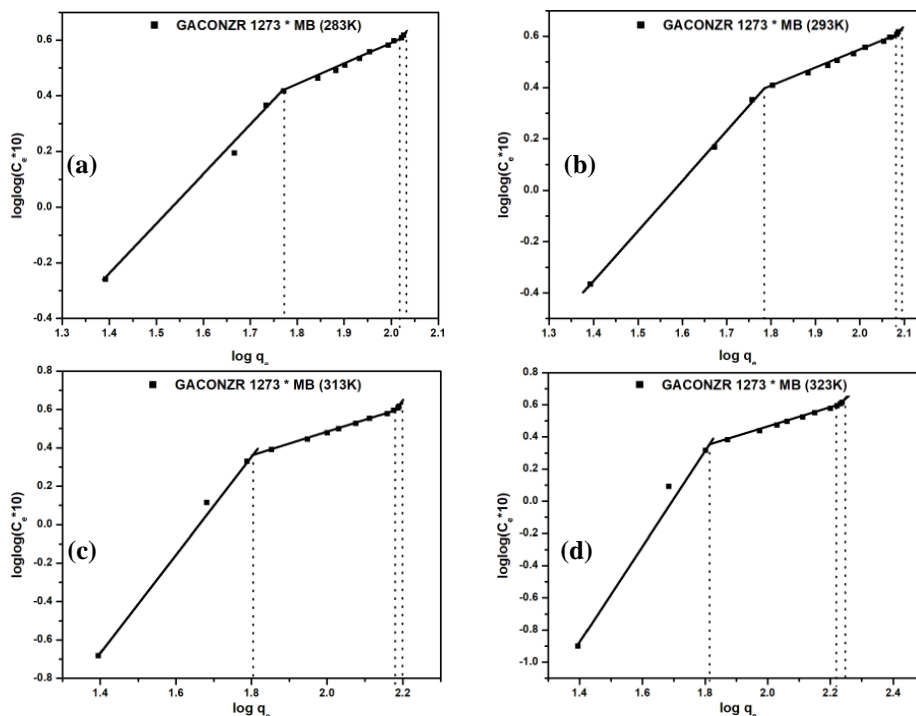 GACONZR 1273 * MB (283K)
(a)
loglog(Cₑ*10)
0.6
0.4
0.2
0.0
-0.2
-0.4
1.3 1.4 1.5 1.6 1.7 1.8 1.9 2.0 2.1
log qₑ
GACONZR 1273 * MB (293K)
(b)
loglog(Cₑ*10)
0.6
0.4
0.2
0.0
-0.2
-0.4
1.3 1.4 1.5 1.6 1.7 1.8 1.9 2.0 2.1
log qₑ
GACONZR 1273 * MB (313K)
(c)
loglog(Cₑ*10)
0.8
0.6
0.4
0.2
0.0
-0.2
-0.4
-0.6
-0.8
1.4 1.6 1.8 2.0 2.2
log qₑ
GACONZR 1273 * MB (323K)
(d)
loglog(Cₑ*10)
0.8
0.6
0.4
0.2
0.0
-0.2
-0.4
-0.6
-0.8
-1.0
1.4 1.6 1.8 2.0 2.2 2.4
log qₑ